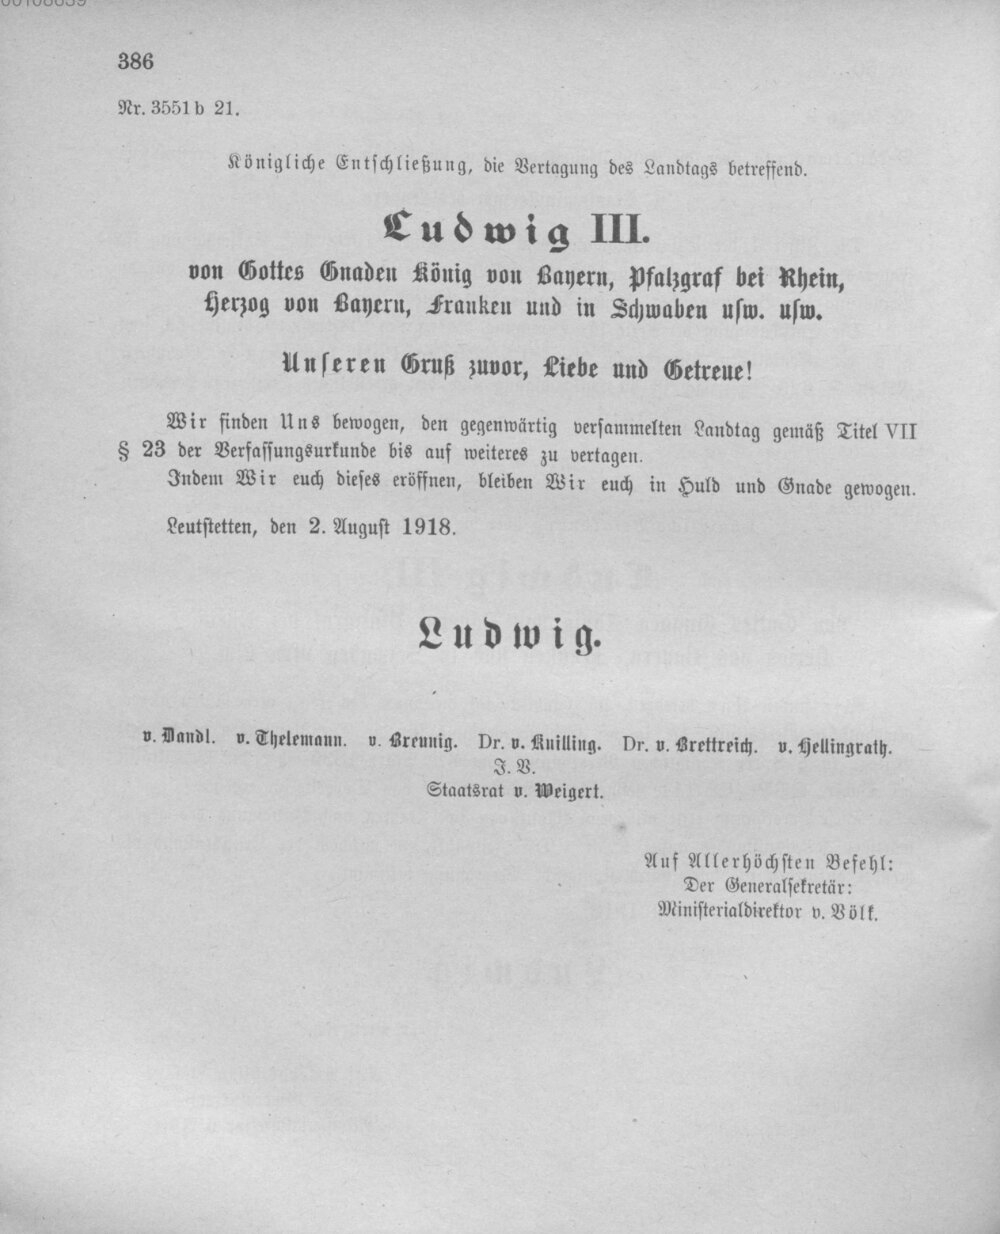 386
Nr. 3551 b 21.
Königliche Entschließung, die Vertagung des Landtags betreffend.
Ludwig III.
von Gottes Gnaden König von Bayern, Pfalzgraf bei Rhein,
Herzog von Bayern, Franken und in Schwaben usw. usw.
Unseren Gruß zuvor, Liebe und Getreue!
Wir finden Uns bewogen, den gegenwärtig versammelten Landtag gemäß Titel VII
§ 23 der Verfassungsurkunde bis auf weiteres zu vertagen.
Indem Wir euch dieses eröffnen, bleiben Wir euch in Huld und Gnade gewogen.
Leutstetten, den 2. August 1918.
Ludwig.
v. Dandl. v. Thelemann. v. Breunig. Dr. v. Knilling. Dr. v. Brettreich. v. Hellingrath.
J. V.
Staatsrat v. Weigert.
Auf Allerhöchsten Befehl:
Der Generalsekretär:
Ministerialdirektor v. Völk.